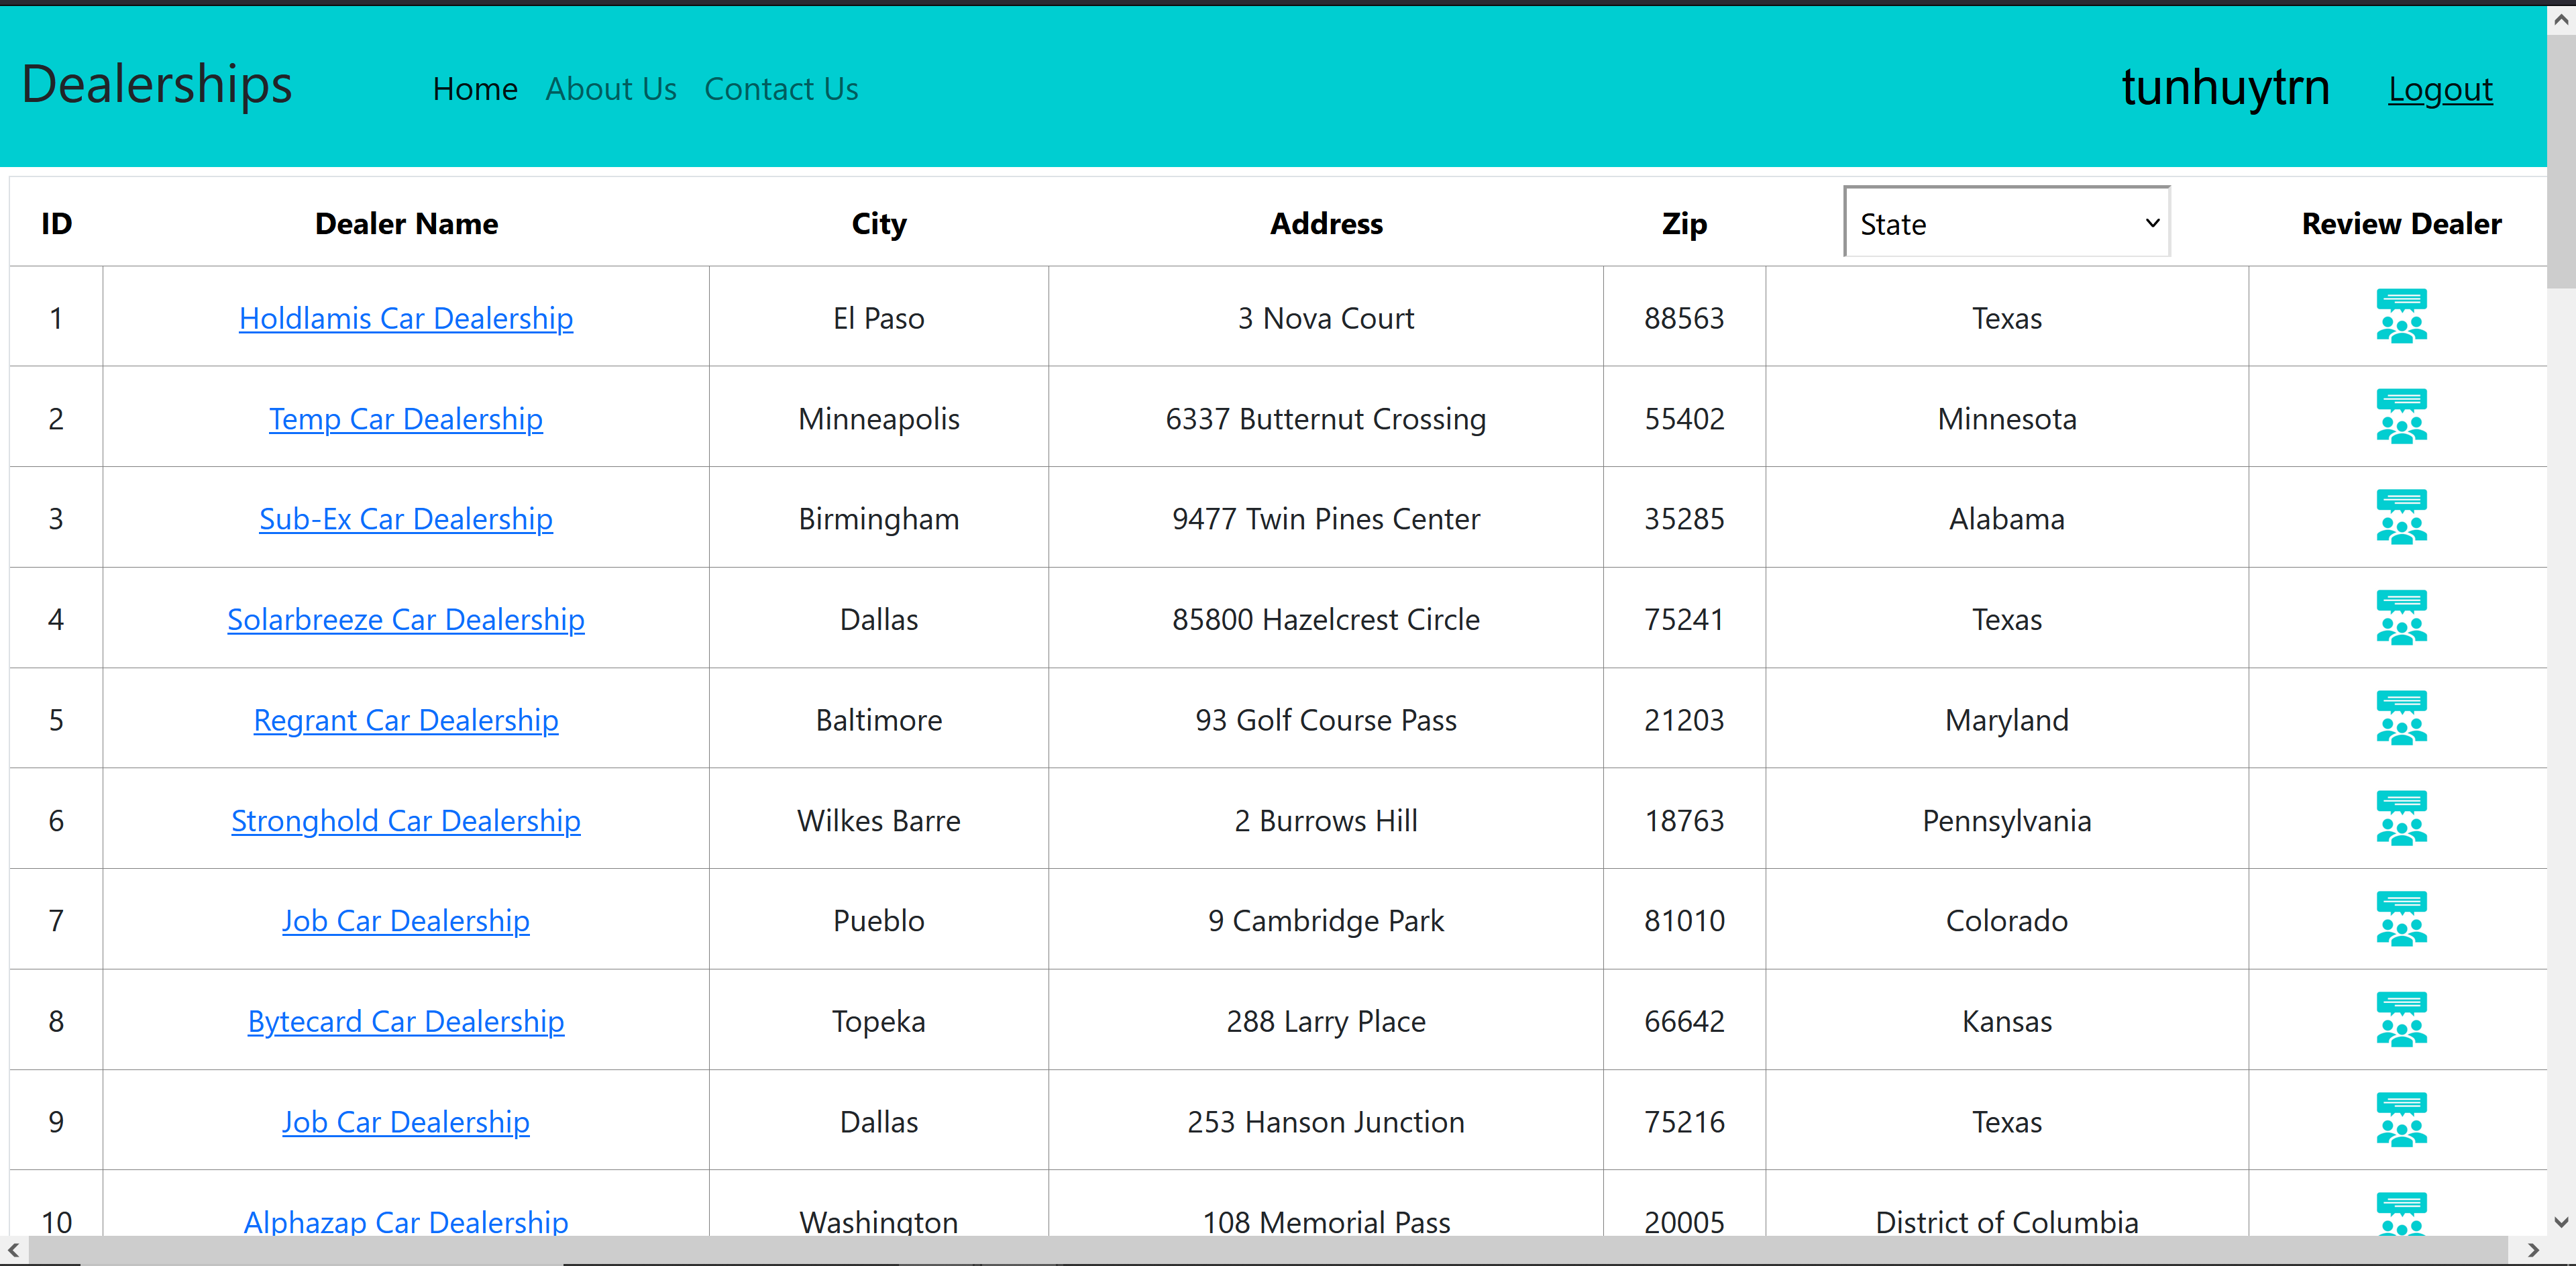 Dealerships Home About Us Contact Us tunhuytrn Logout
ID Dealer Name City Address Zip State Review Dealer
1 Holdlamis Car Dealership El Paso 3 Nova Court 88563 Texas
2 Temp Car Dealership Minneapolis 6337 Butternut Crossing 55402 Minnesota
3 Sub-Ex Car Dealership Birmingham 9477 Twin Pines Center 35285 Alabama
4 Solarbreeze Car Dealership Dallas 85800 Hazelcrest Circle 75241 Texas
5 Regrant Car Dealership Baltimore 93 Golf Course Pass 21203 Maryland
6 Stronghold Car Dealership Wilkes Barre 2 Burrows Hill 18763 Pennsylvania
7 Job Car Dealership Pueblo 9 Cambridge Park 81010 Colorado
8 Bytecard Car Dealership Topeka 288 Larry Place 66642 Kansas
9 Job Car Dealership Dallas 253 Hanson Junction 75216 Texas
10 Alphazap Car Dealership Washington 108 Memorial Pass 20005 District of Columbia